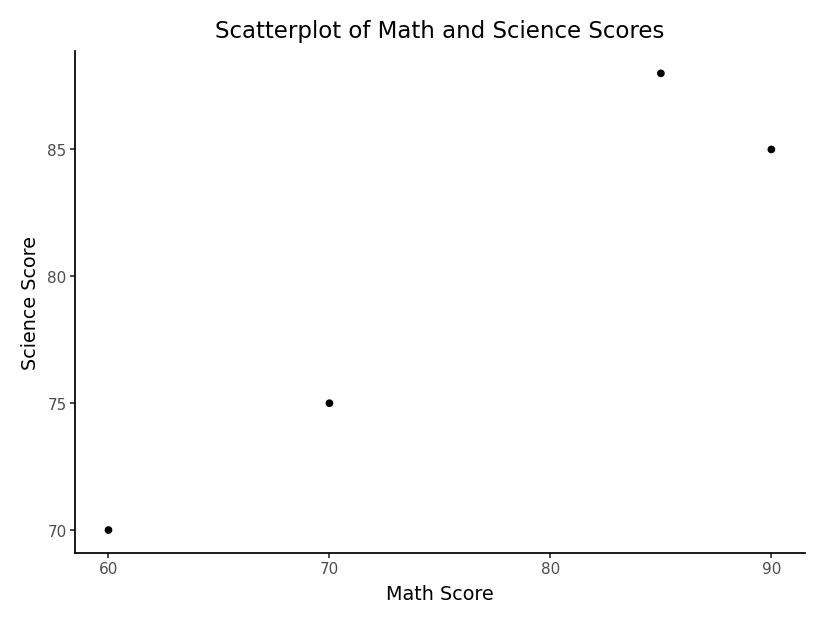 Scatterplot of Math and Science Scores
85
80
75
70
Science Score
60 70 80 90
Math Score